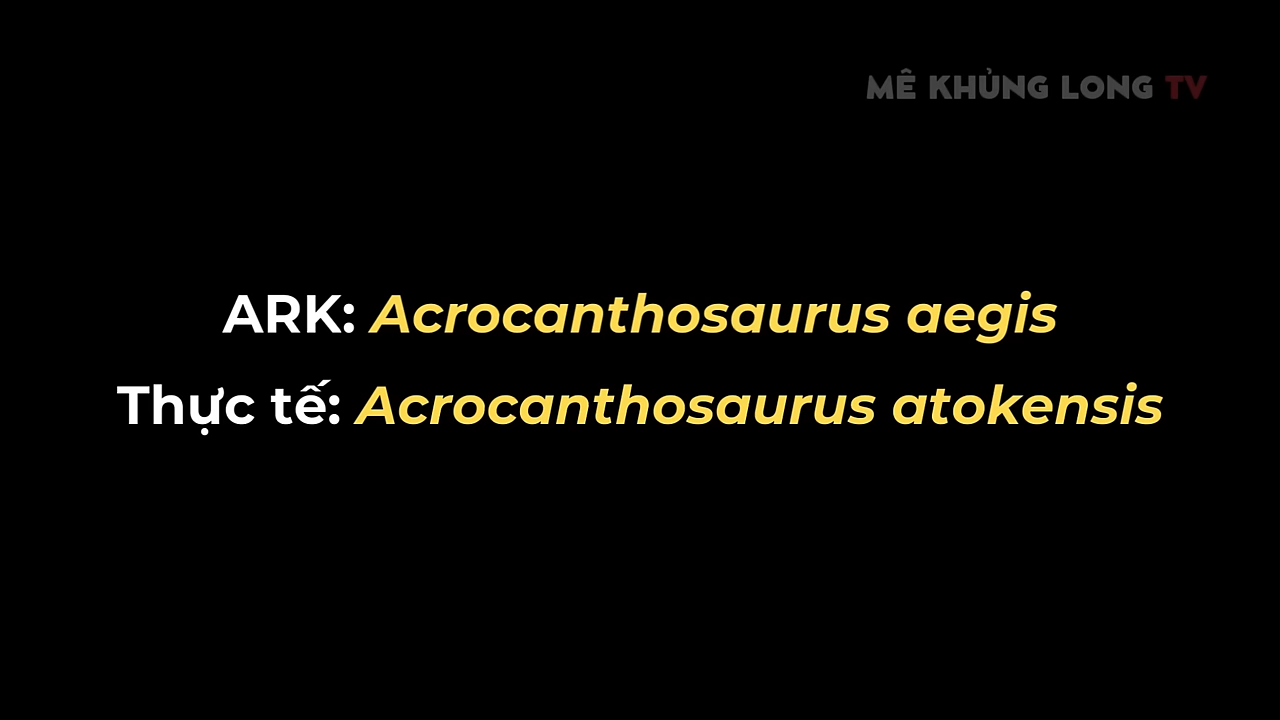 MÊ KHỦNG LONG TV
ARK: Acrocanthosaurus aegis
Thực tế: Acrocanthosaurus atokensis